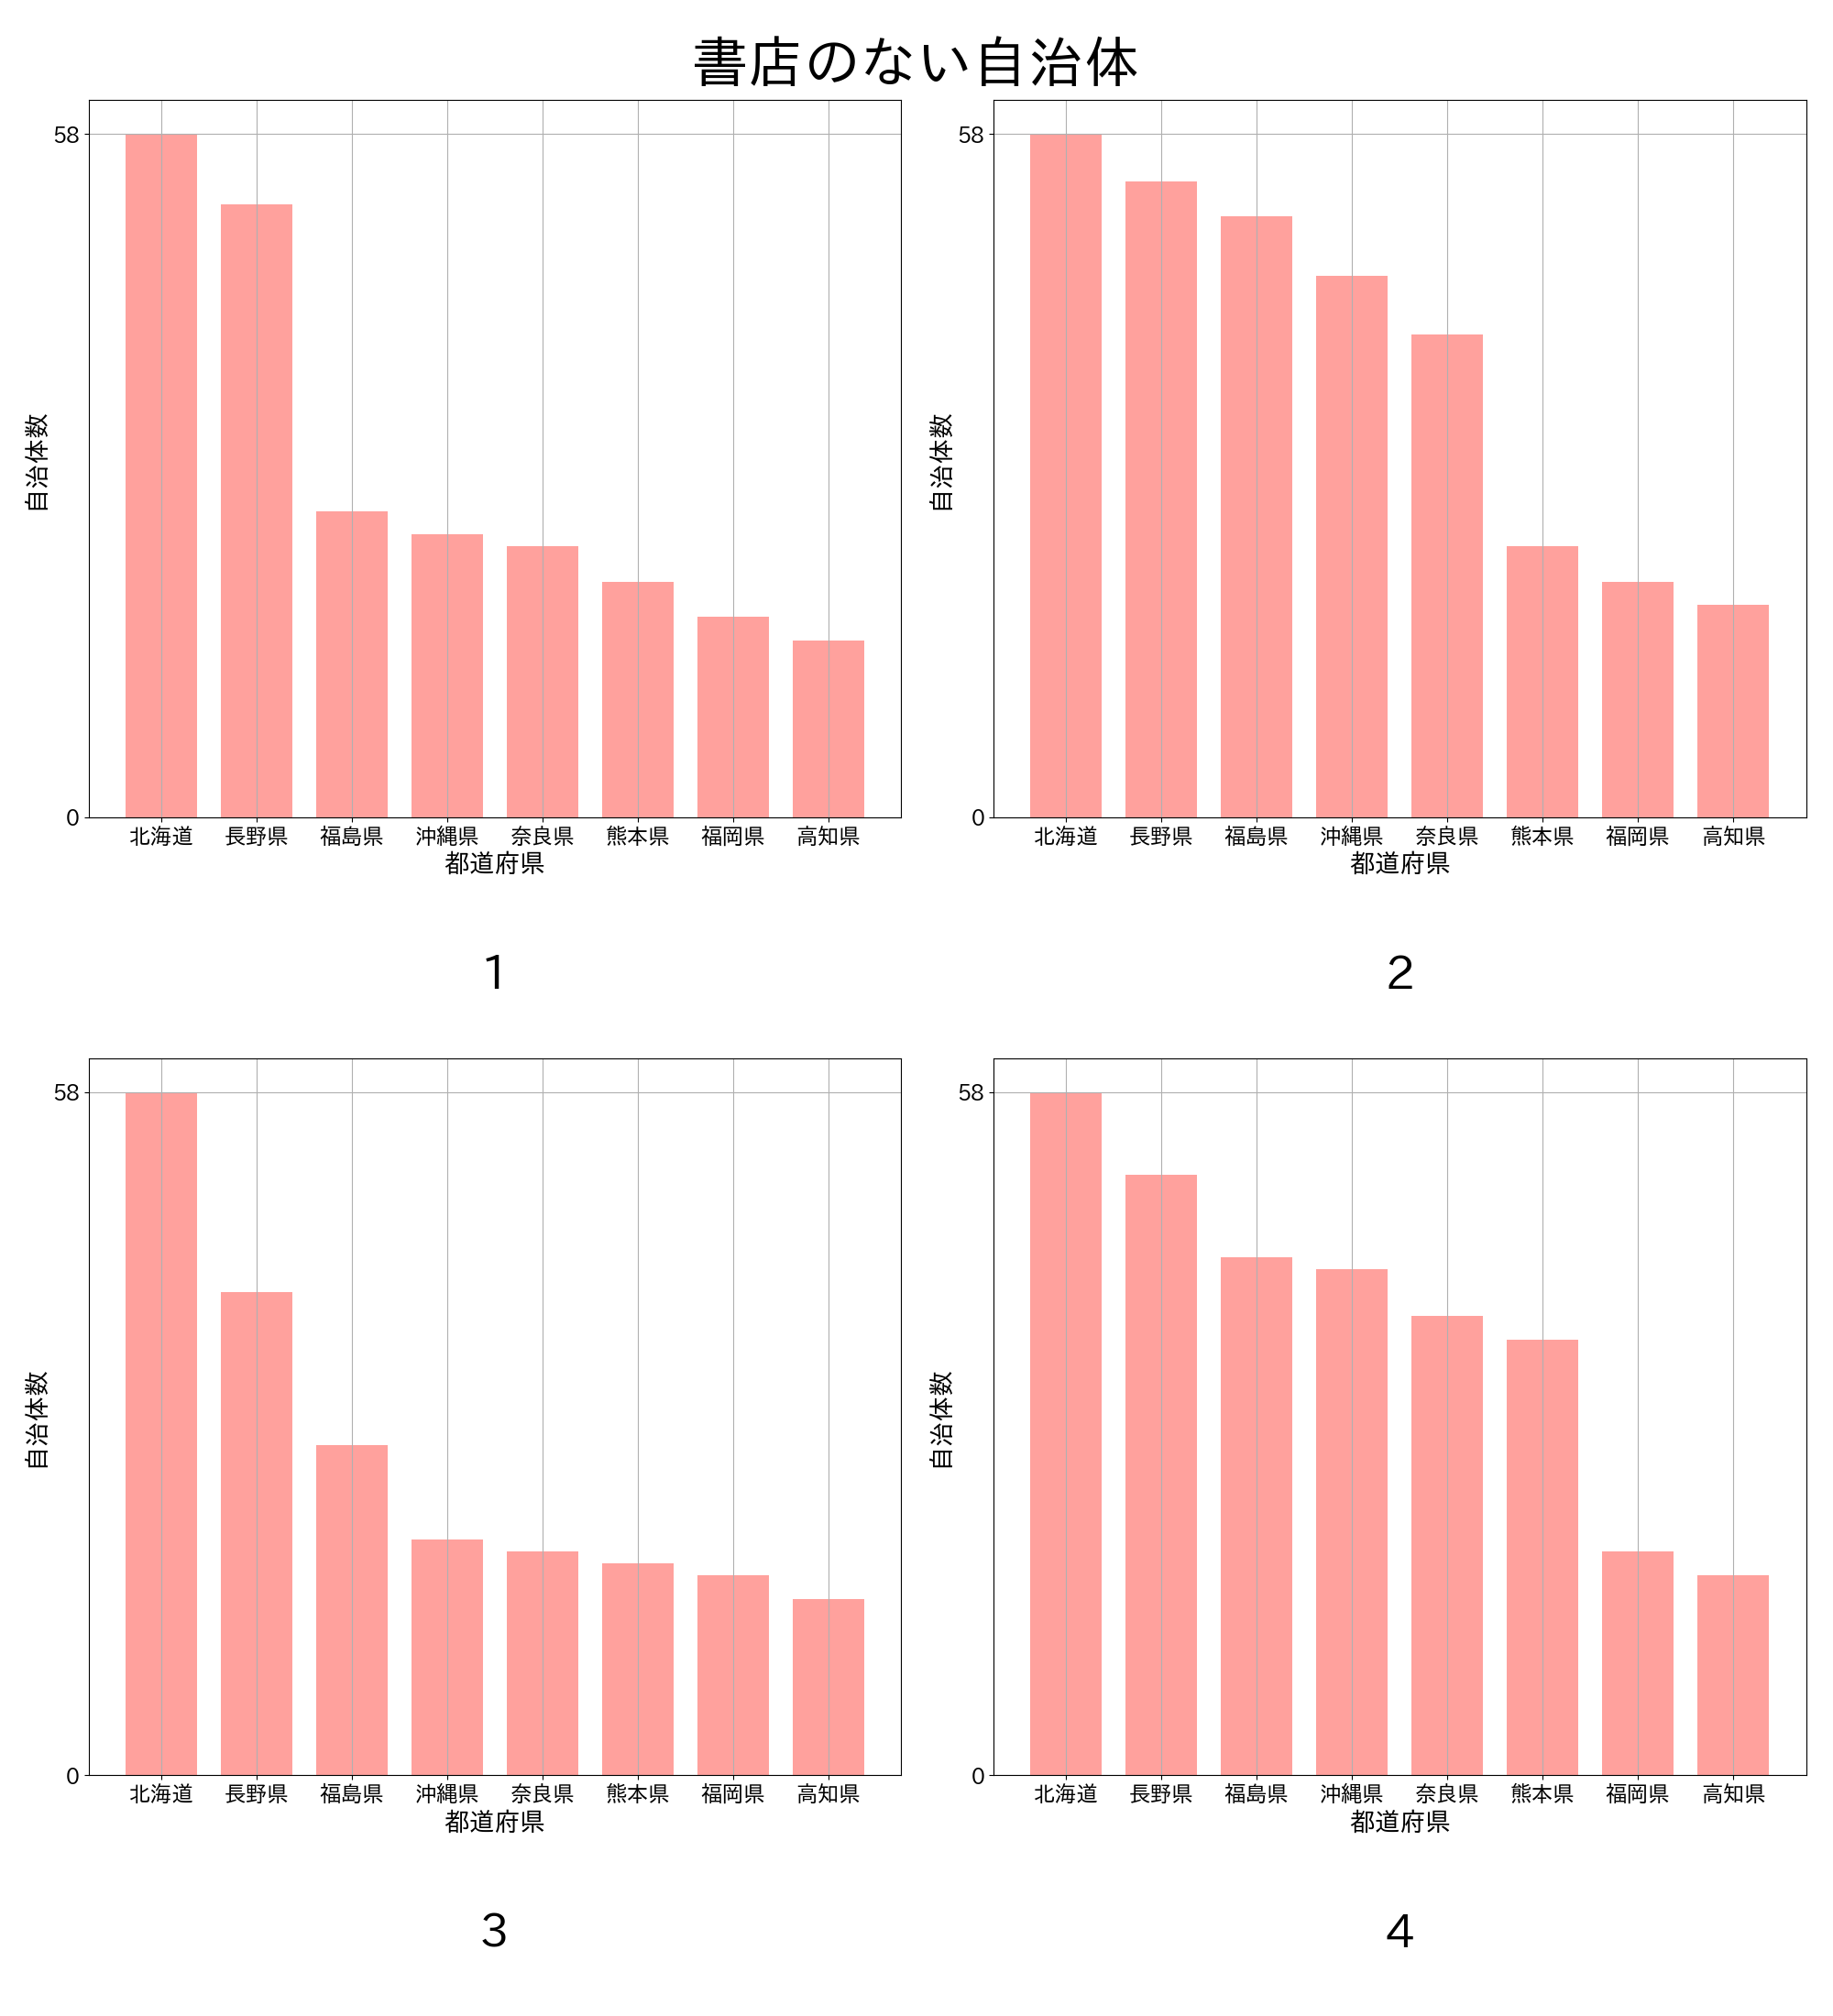 書店のない自治体
58
0
自治体数
北海道 長野県 福島県 沖縄県 奈良県 熊本県 福岡県 高知県
都道府県
1
58
0
自治体数
北海道 長野県 福島県 沖縄県 奈良県 熊本県 福岡県 高知県
都道府県
2
58
0
自治体数
北海道 長野県 福島県 沖縄県 奈良県 熊本県 福岡県 高知県
都道府県
3
58
0
自治体数
北海道 長野県 福島県 沖縄県 奈良県 熊本県 福岡県 高知県
都道府県
4